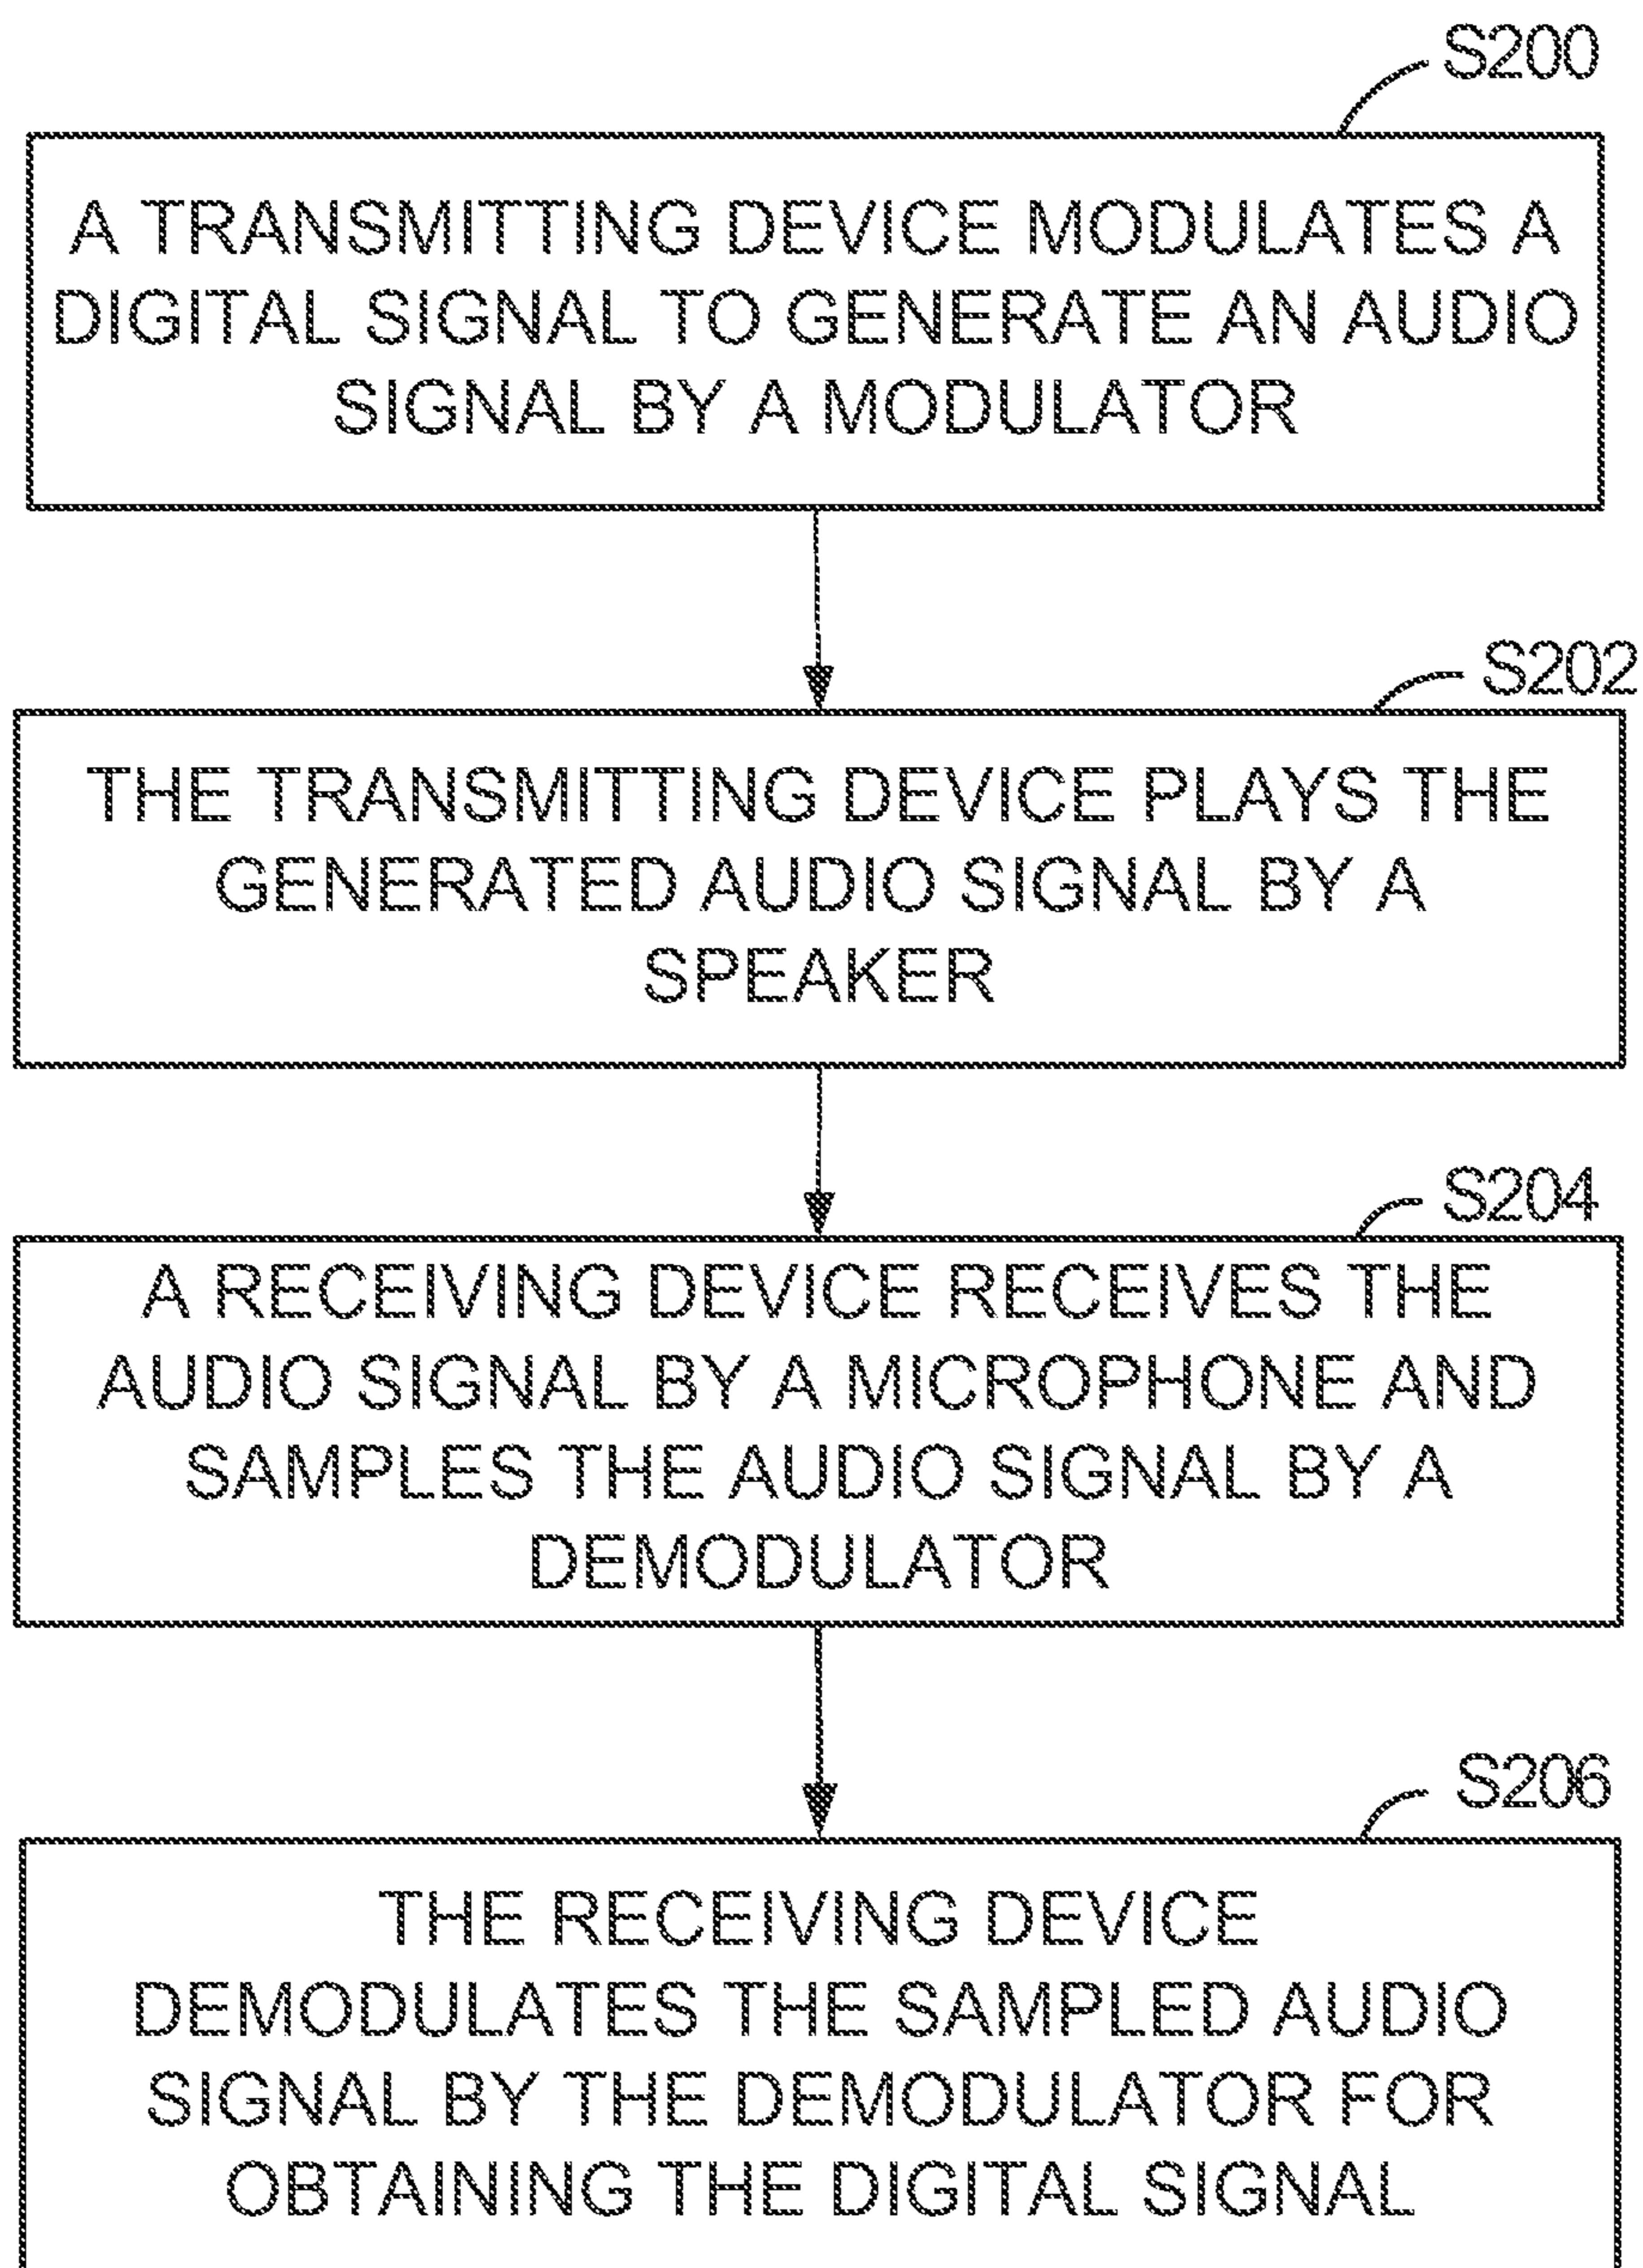 S200
A TRANSMITTING DEVICE MODULATES A
DIGITAL SIGNAL TO GENERATE AN AUDIO
SIGNAL BY A MODULATOR
S202
THE TRANSMITTING DEVICE PLAYS THE
GENERATED AUDIO SIGNAL BY A
SPEAKER
S204
A RECEIVING DEVICE RECEIVES THE
AUDIO SIGNAL BY A MICROPHONE AND
SAMPLES THE AUDIO SIGNAL BY A
DEMODULATOR
S206
THE RECEIVING DEVICE
DEMODULATES THE SAMPLED AUDIO
SIGNAL BY THE DEMODULATOR FOR
OBTAINING THE DIGITAL SIGNAL